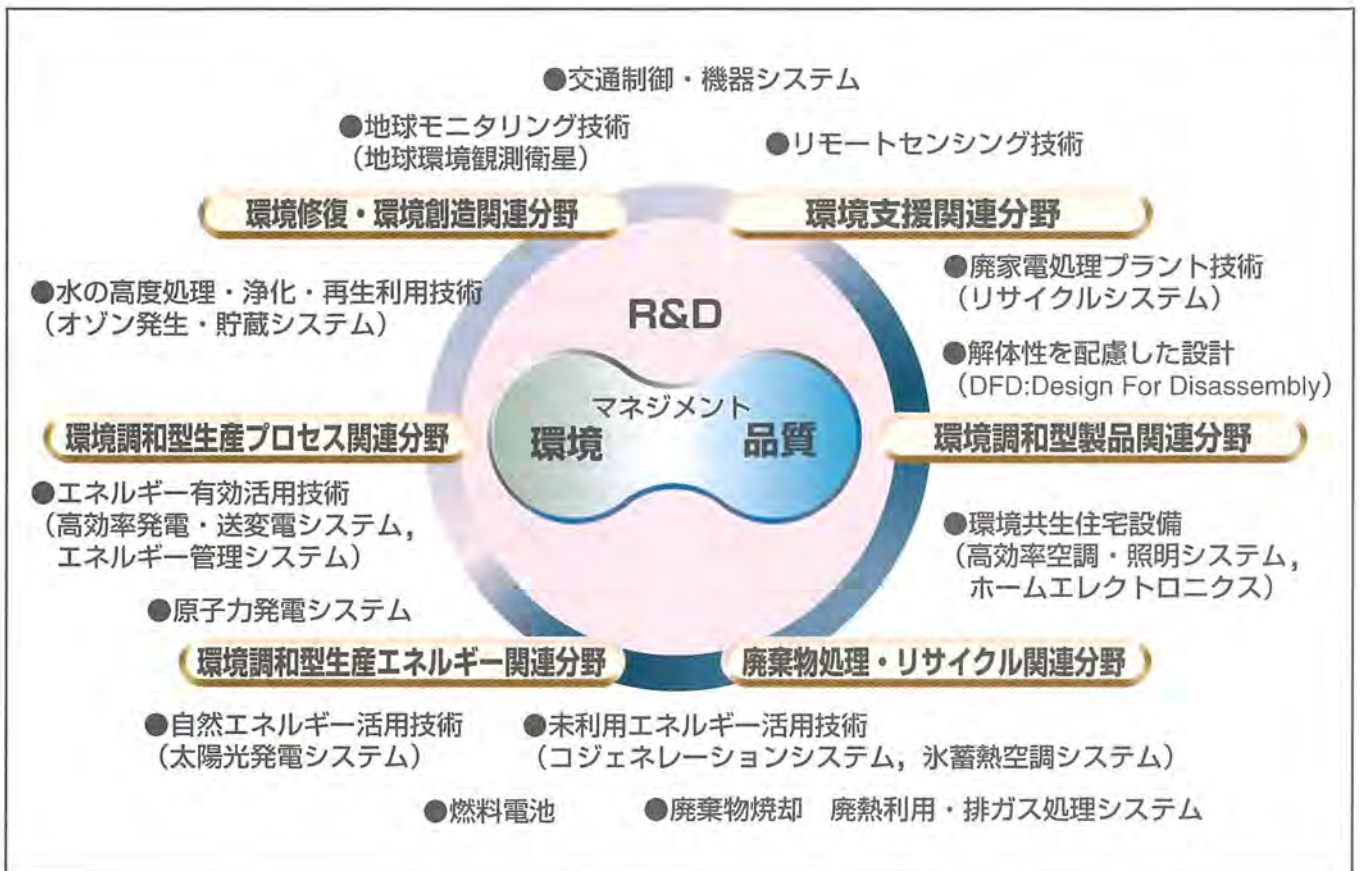 ●交通制御・機器システム
●地球モニタリング技術
(地球環境観測衛星)
●リモートセンシング技術
環境修復・環境創造関連分野
環境支援関連分野
●水の高度処理・浄化・再生利用技術
(オゾン発生・貯蔵システム)
●廃家電処理プラント技術
(リサイクルシステム)
●解体性を配慮した設計
(DFD:Design For Disassembly)
R&D
マネジメント
環境
品質
環境調和型生産プロセス関連分野
環境調和型製品関連分野
●エネルギー有効活用技術
(高効率発電・送変電システム,
エネルギー管理システム)
●環境共生住宅設備
(高効率空調・照明システム,
ホームエレクトロニクス)
●原子力発電システム
環境調和型生産エネルギー関連分野
廃棄物処理・リサイクル関連分野
●自然エネルギー活用技術
(太陽光発電システム)
●未利用エネルギー活用技術
(コジェネレーションシステム, 氷蓄熱空調システム)
●燃料電池
●廃棄物焼却 廃熱利用・排ガス処理システム